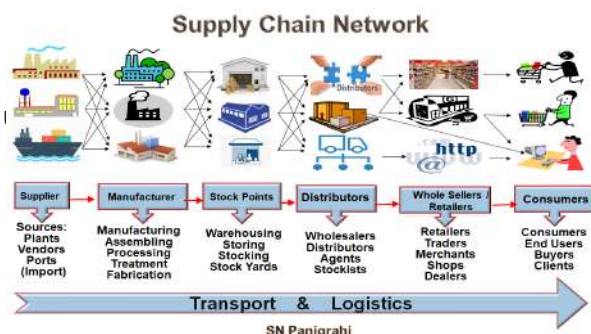 Supply Chain Network
Distributors
http
@
Supplier
Manufacturer
Stock Points
Distributors
Whole Sellers /
Retailers
Consumers
Sources:
Plants
Vendors
Ports
(Import)
Manufacturing
Assembling
Processing
Treatment
Fabrication
Warehousing
Storing
Stocking
Stock Yards
Wholesalers
Distributors
Agents
Stockists
Retailers
Traders
Merchants
Shops
Dealers
Consumers
End Users
Buyers
Clients
Transport & Logistics
SN Panigrahi